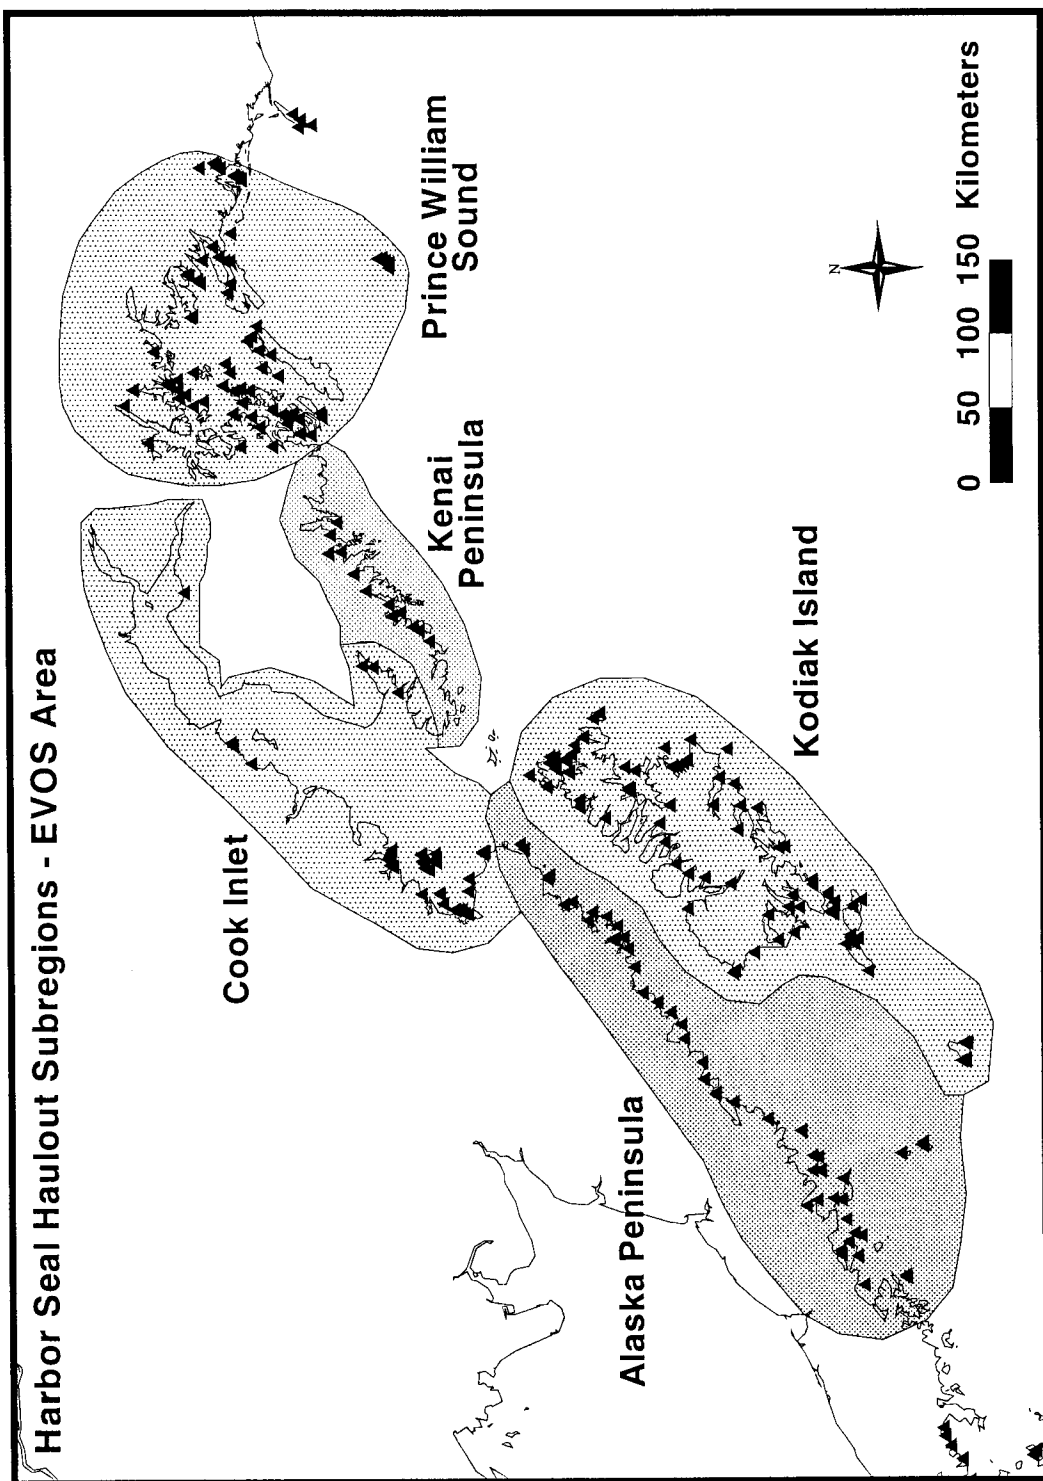 Harbor Seal Haulout Subregions - EVOS Area
Cook Inlet
Prince William
Sound
Kenai
Peninsula
Kodiak Island
Alaska Peninsula
N
0 50 100 150 Kilometers